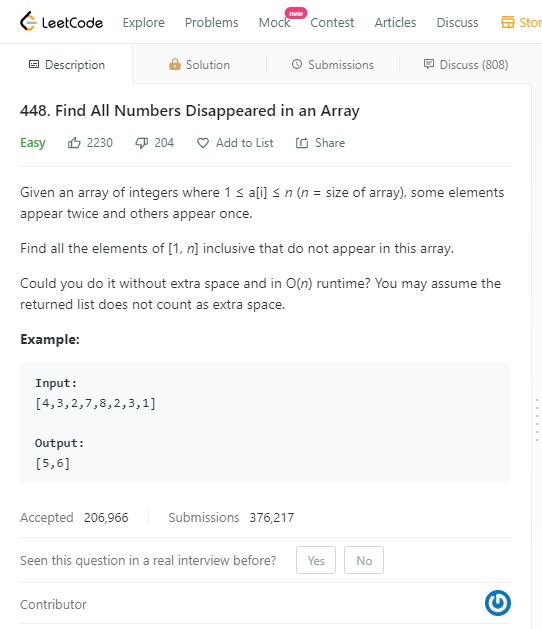 LeetCode Explore Problems Mock new Contest Articles Discuss Stor
Description Solution Submissions Discuss (808)
448. Find All Numbers Disappeared in an Array
Easy 2230 204 Add to List Share
Given an array of integers where 1 ≤ a[i] ≤ n (n = size of array), some elements
appear twice and others appear once.
Find all the elements of [1, n] inclusive that do not appear in this array.
Could you do it without extra space and in O(n) runtime? You may assume the
returned list does not count as extra space.
Example:
Input:
[4,3,2,7,8,2,3,1]
Output:
[5,6]
Accepted 206,966 Submissions 376,217
Seen this question in a real interview before? Yes No
Contributor